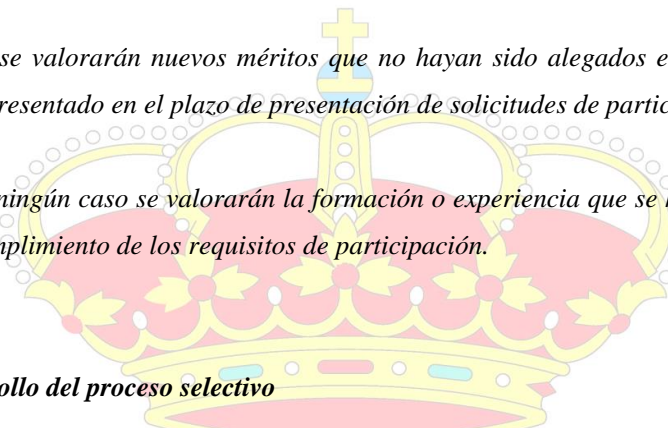 se valorarán nuevos méritos que no hayan sido alegados e
resentado en el plazo de presentación de solicitudes de partic
ningún caso se valorarán la formación o experiencia que se
nplimiento de los requisitos de participación.
ollo del proceso selectivo